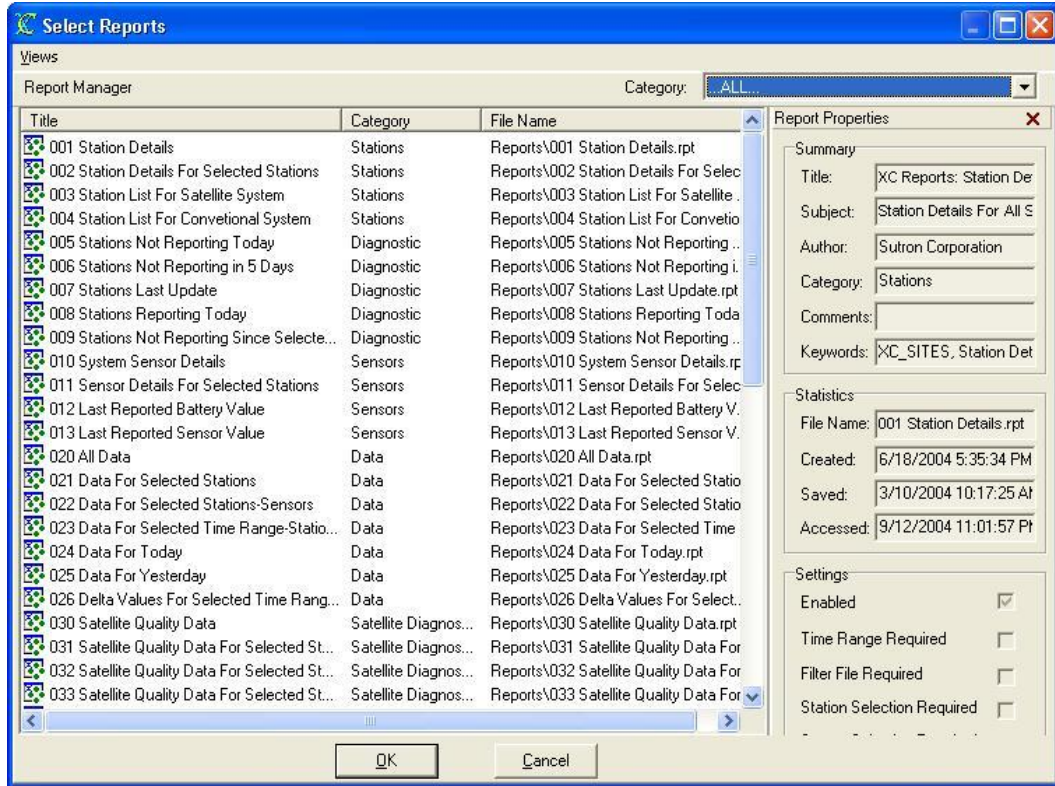 Select Reports
Views
Report Manager
Category: ...ALL...
Title Category File Name
001 Station Details Stations Reports\001 Station Details.rpt
002 Station Details For Selected Stations Stations Reports\002 Station Details For Selec
003 Station List For Satellite System Stations Reports\003 Station List For Satellite .
004 Station List For Convetional System Stations Reports\004 Station List For Convetio
005 Stations Not Reporting Today Diagnostic Reports\005 Stations Not Reporting ..
006 Stations Not Reporting in 5 Days Diagnostic Reports\006 Stations Not Reporting i.
007 Stations Last Update Diagnostic Reports\007 Stations Last Update.rpt
008 Stations Reporting Today Diagnostic Reports\008 Stations Reporting Toda
009 Stations Not Reporting Since Selecte... Diagnostic Reports\009 Stations Not Reporting ..
010 System Sensor Details Sensors Reports\010 System Sensor Details.rp
011 Sensor Details For Selected Stations Sensors Reports\011 Sensor Details For Selec
012 Last Reported Battery Value Sensors Reports\012 Last Reported Battery V.
013 Last Reported Sensor Value Sensors Reports\013 Last Reported Sensor V.
020 All Data Data Reports\020 All Data.rpt
021 Data For Selected Stations Data Reports\021 Data For Selected Statio
022 Data For Selected Stations-Sensors Data Reports\022 Data For Selected Statio
023 Data For Selected Time Range-Statio... Data Reports\023 Data For Selected Time
024 Data For Today Data Reports\024 Data For Today.rpt
025 Data For Yesterday Data Reports\025 Data For Yesterday.rpt
026 Delta Values For Selected Time Rang... Data Reports\026 Delta Values For Select..
030 Satellite Quality Data Satellite Diagnos... Reports\030 Satellite Quality Data.rpt
031 Satellite Quality Data For Selected St... Satellite Diagnos... Reports\031 Satellite Quality Data For
032 Satellite Quality Data For Selected St... Satellite Diagnos... Reports\032 Satellite Quality Data For
033 Satellite Quality Data For Selected St... Satellite Diagnos... Reports\033 Satellite Quality Data For
Report Properties
Summary
Title: XC Reports: Station De
Subject: Station Details For All S
Author: Sutron Corporation
Category: Stations
Comments:
Keywords: XC_SITES, Station Det
Statistics
File Name: 001 Station Details.rpt
Created: 6/18/2004 5:35:34 PM
Saved: 3/10/2004 10:17:25 AM
Accessed: 9/12/2004 11:01:57 PM
Settings
Enabled
Time Range Required
Filter File Required
Station Selection Required
OK Cancel